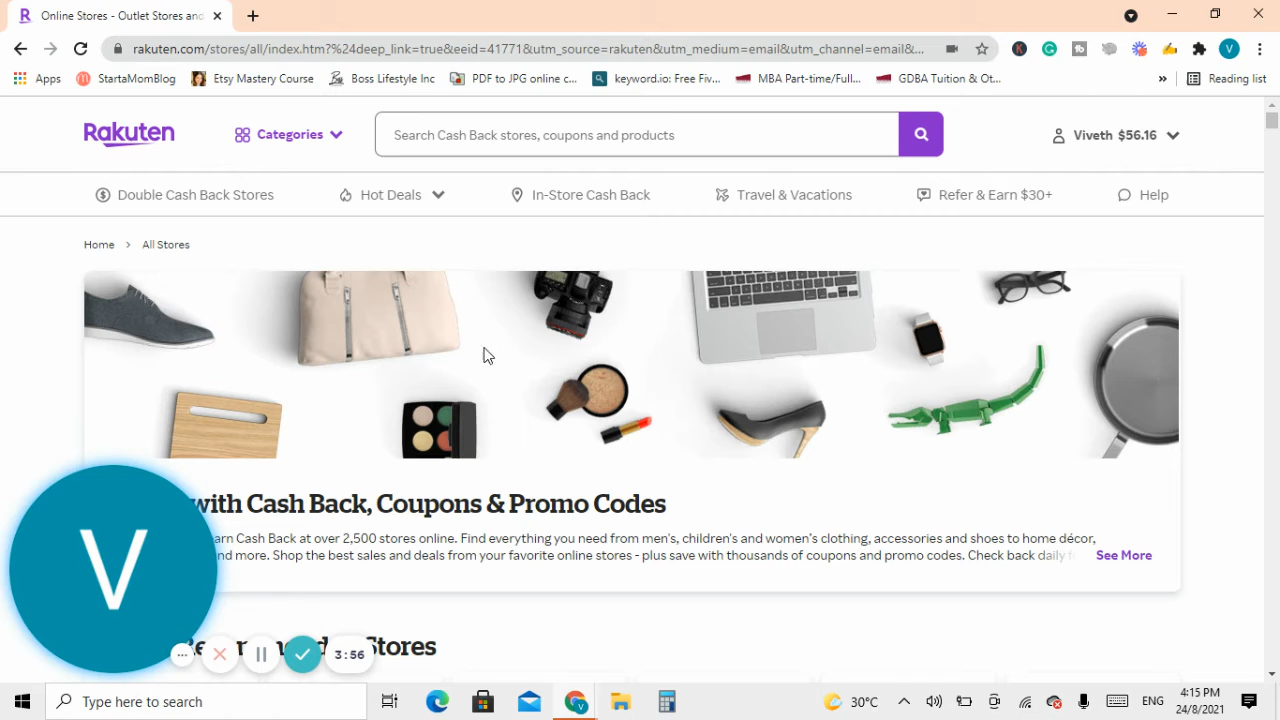 Online Stores - Outlet Stores and
rakuten.com/stores/all/index.htm?%24deep_link=true&eeid=41771&utm_source=rakuten&utm_medium=email&utm_channel=email&...
Apps StartaMomBlog Etsy Mastery Course Boss Lifestyle Inc PDF to JPG online c... keyword.io: Free Fiv... MBA Part-time/Full... GDBA Tuition & Ot... » Reading list
Rakuten Categories Search Cash Back stores, coupons and products Viveth $56.16
Double Cash Back Stores Hot Deals In-Store Cash Back Travel & Vacations Refer & Earn $30+ Help
Home > All Stores
with Cash Back, Coupons & Promo Codes
arn Cash Back at over 2,500 stores online. Find everything you need from men's, children's and women's clothing, accessories and shoes to home décor,
nd more. Shop the best sales and deals from your favorite online stores - plus save with thousands of coupons and promo codes. Check back daily See More
V
Stores
3:56
Type here to search
30°C ENG
4:15 PM
24/8/2021